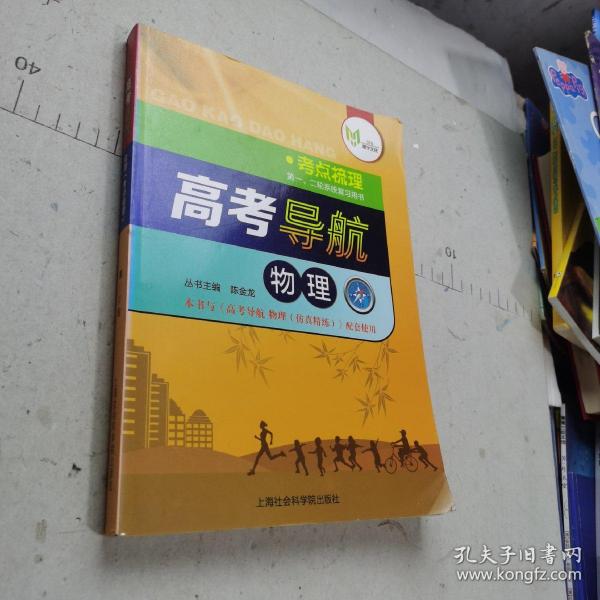 GAO KAO DAO HANG
·考点梳理
第一、二轮系统复习用书
高考导航
物理
丛书主编 陈金龙
本书与《高考导航 物理（仿真精练）》配套使用
上海社会科学院出版社
40
10
孔夫子旧书网
www.kongfz.com